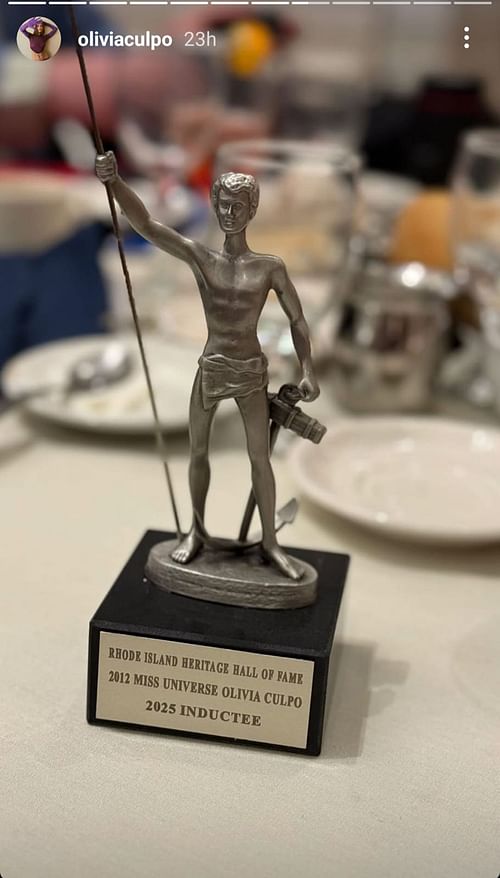 oliviaculpo 23h
RHODE ISLAND HERITAGE HALL OF FAME
2012 MISS UNIVERSE OLIVIA CULPO
2025 INDUCTEE